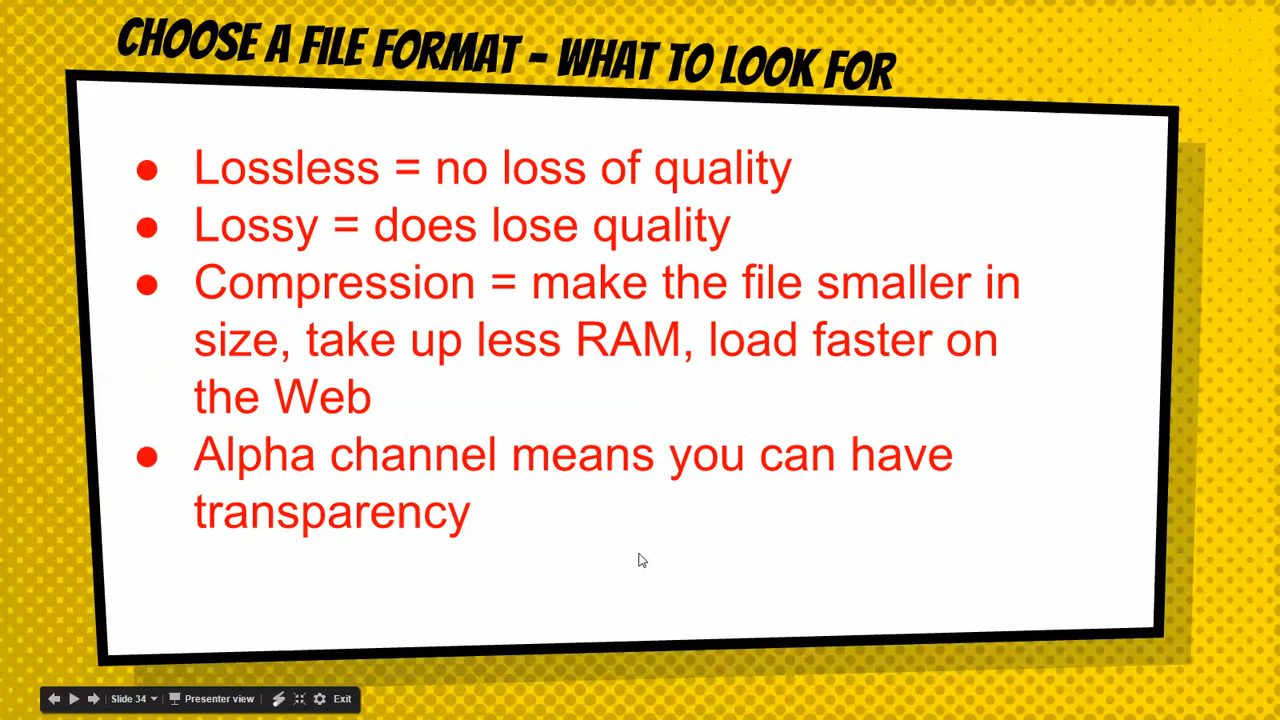 CHOOSE A FILE FORMAT - WHAT TO LOOK FOR
● Lossless = no loss of quality
● Lossy = does lose quality
● Compression = make the file smaller in
size, take up less RAM, load faster on
the Web
● Alpha channel means you can have
transparency
Slide 34 Presenter view Exit